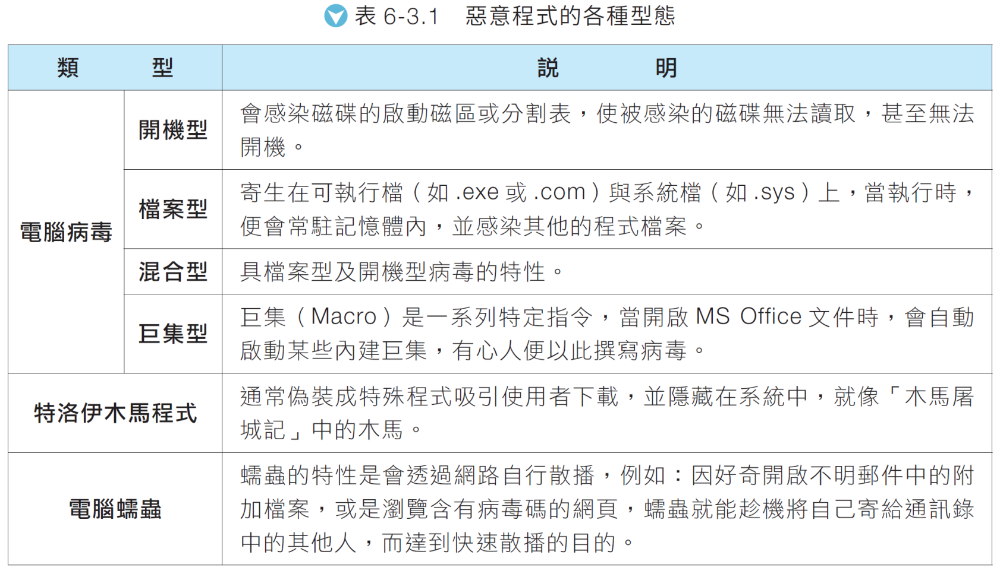 表 6-3.1 惡意程式的各種型態
類 型
說 明
電腦病毒
開機型
會感染磁碟的啟動磁區或分割表，使被感染的磁碟無法讀取，甚至無法
開機。
檔案型
寄生在可執行檔（如 .exe 或 .com）與系統檔（如 .sys）上，當執行時，
便會常駐記憶體內，並感染其他的程式檔案。
混合型
具檔案型及開機型病毒的特性。
巨集型
巨集（Macro）是一系列特定指令，當開啟 MS Office 文件時，會自動
啟動某些內建巨集，有心人便以此撰寫病毒。
特洛伊木馬程式
通常偽裝成特殊程式吸引使用者下載，並隱藏在系統中，就像「木馬屠
城記」中的木馬。
電腦蠕蟲
蠕蟲的特性是會透過網路自行散播，例如：因好奇開啟不明郵件中的附
加檔案，或是瀏覽含有病毒碼的網頁，蠕蟲就能趁機將自己寄給通訊錄
中的其他人，而達到快速散播的目的。